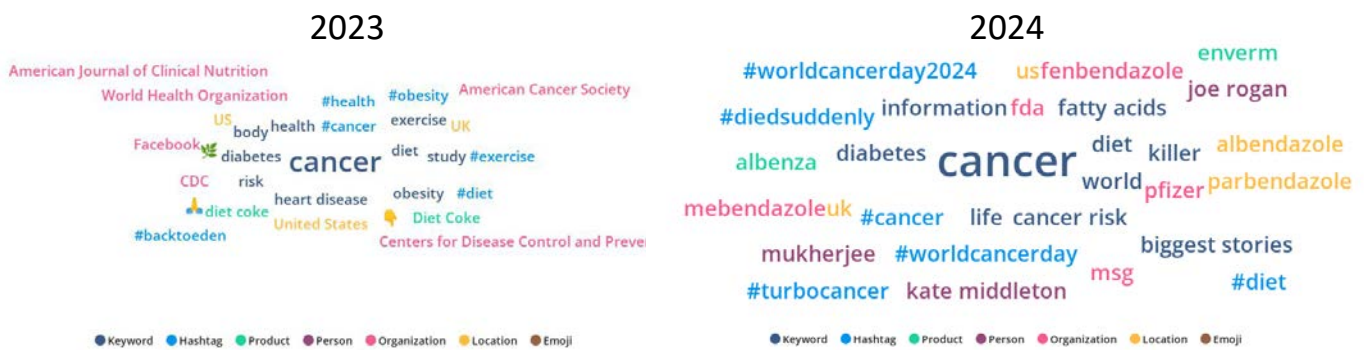 2023
American Journal of Clinical Nutrition
World Health Organization
#health #obesity American Cancer Society
US body health #cancer exercise UK
Facebook diabetes cancer diet study #exercise
CDC risk heart disease obesity #diet
diet coke United States Diet Coke
#backtoeden Centers for Disease Control and Preve
Keyword Hashtag Product Person Organization Location Emoji
2024
enverm
#worldcancerday2024 us fenbendazole joe rogan
#diedsuddenly information fda fatty acids
albenza diabetes cancer diet killer albendazole
world pfizer parbendazole
mebendazole uk #cancer life cancer risk
mukherjee #worldcancerday biggest stories
#turbocancer kate middleton msg #diet
Keyword Hashtag Product Person Organization Location Emoji